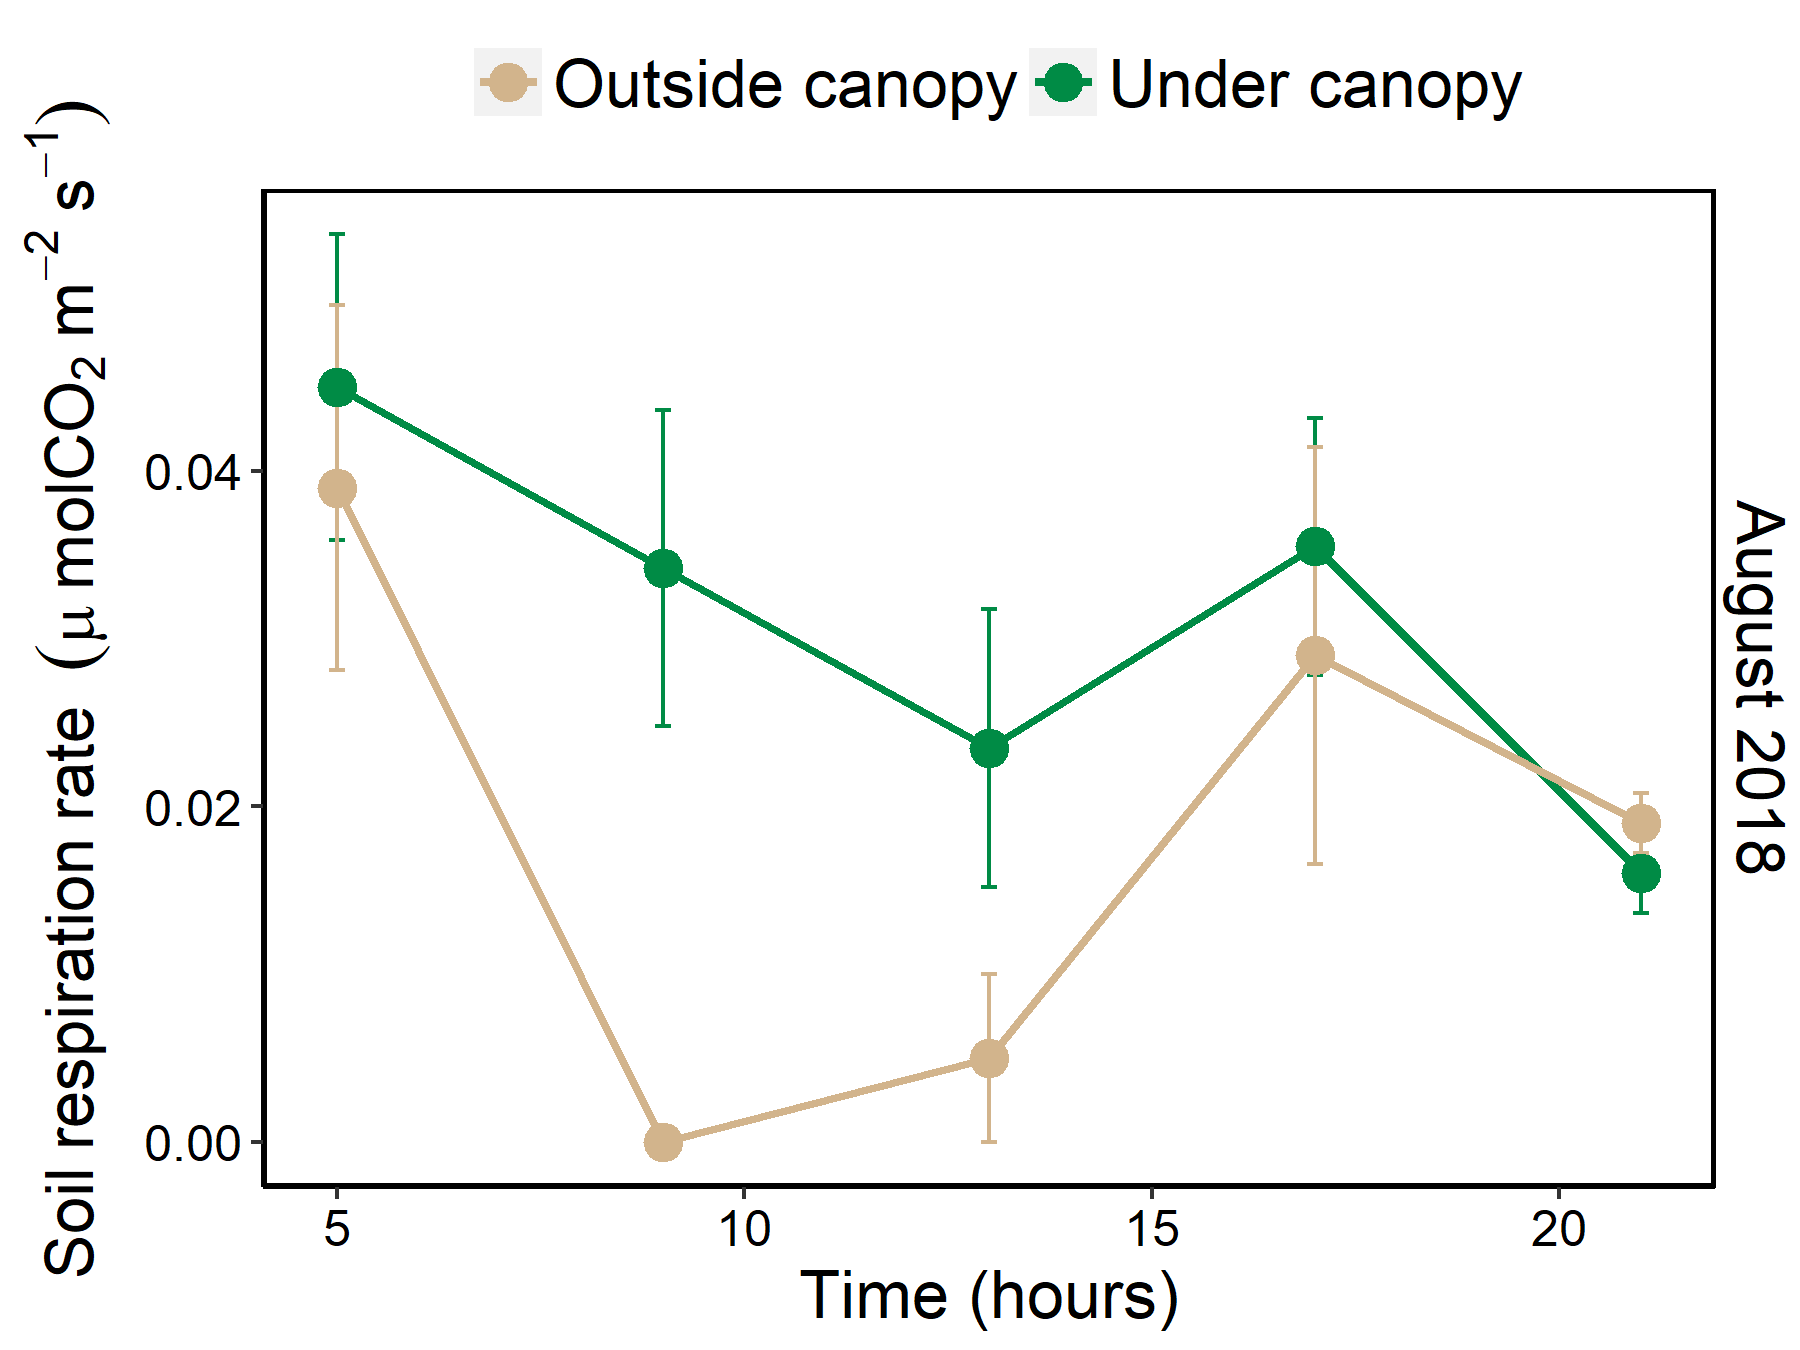 Outside canopy Under canopy
Soil respiration rate (μ molCO₂ m⁻² s⁻¹)
0.04
0.02
0.00
5 10 15 20
Time (hours)
August 2018